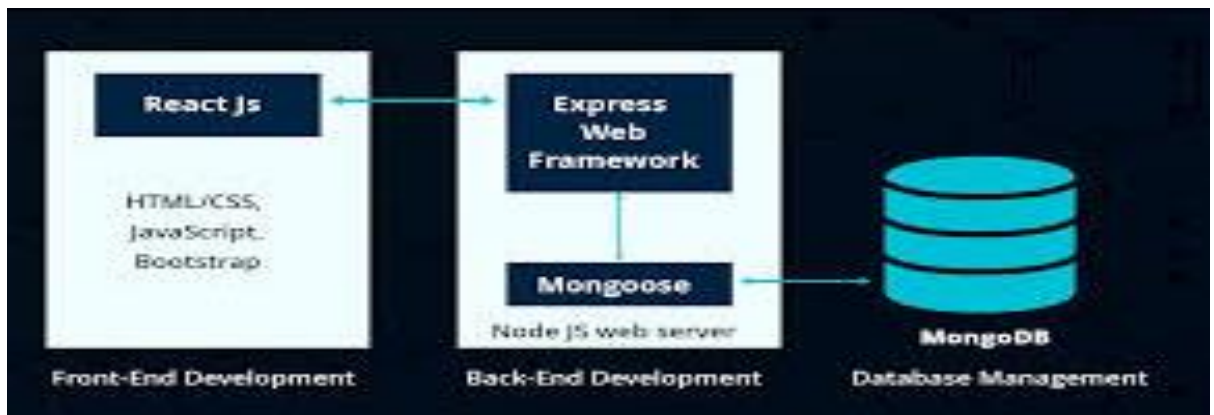 React Js
HTML/CSS,
JavaScript,
Bootstrap
Front-End Development
Express
Web
Framework
Mongoose
Node JS web server
Back-End Development
MongoDB
Database Management